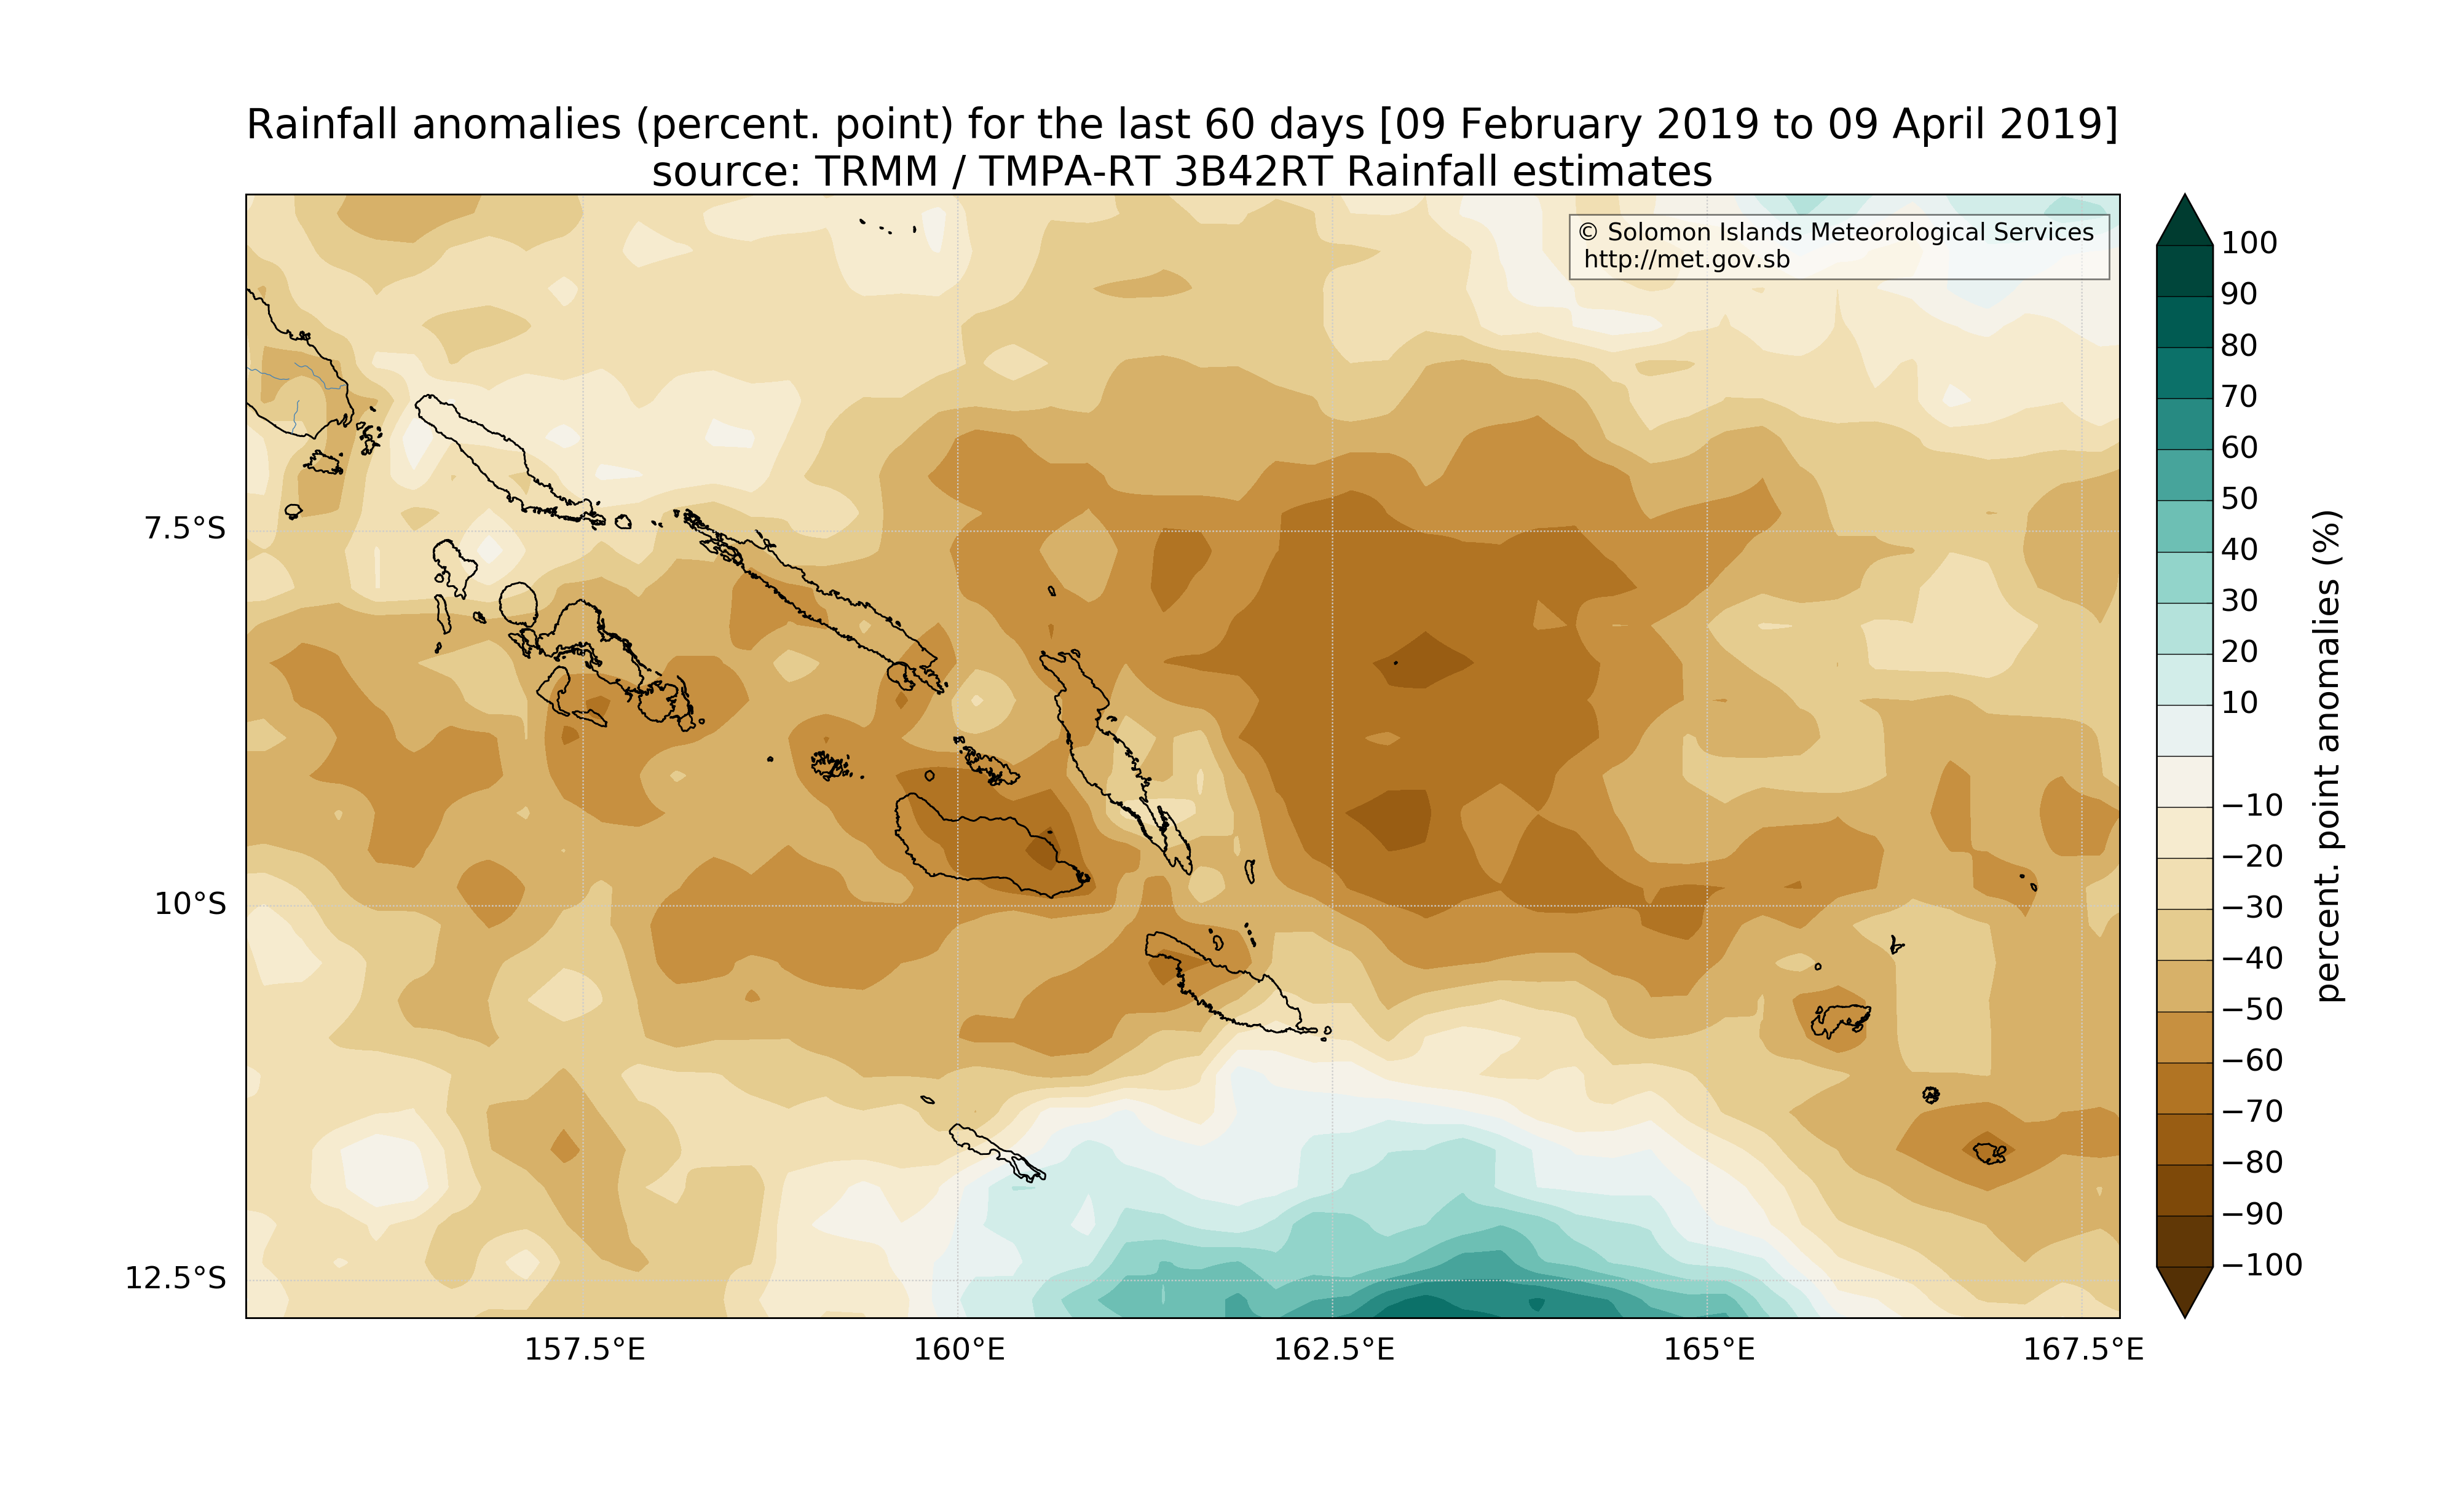 Rainfall anomalies (percent. point) for the last 60 days [09 February 2019 to 09 April 2019]
source: TRMM / TMPA-RT 3B42RT Rainfall estimates
© Solomon Islands Meteorological Services
http://met.gov.sb
7.5°S
10°S
12.5°S
157.5°E
160°E
162.5°E
165°E
167.5°E
100
90
80
70
60
50
40
30
20
10
−10
−20
−30
−40
−50
−60
−70
−80
−90
−100
percent. point anomalies (%)